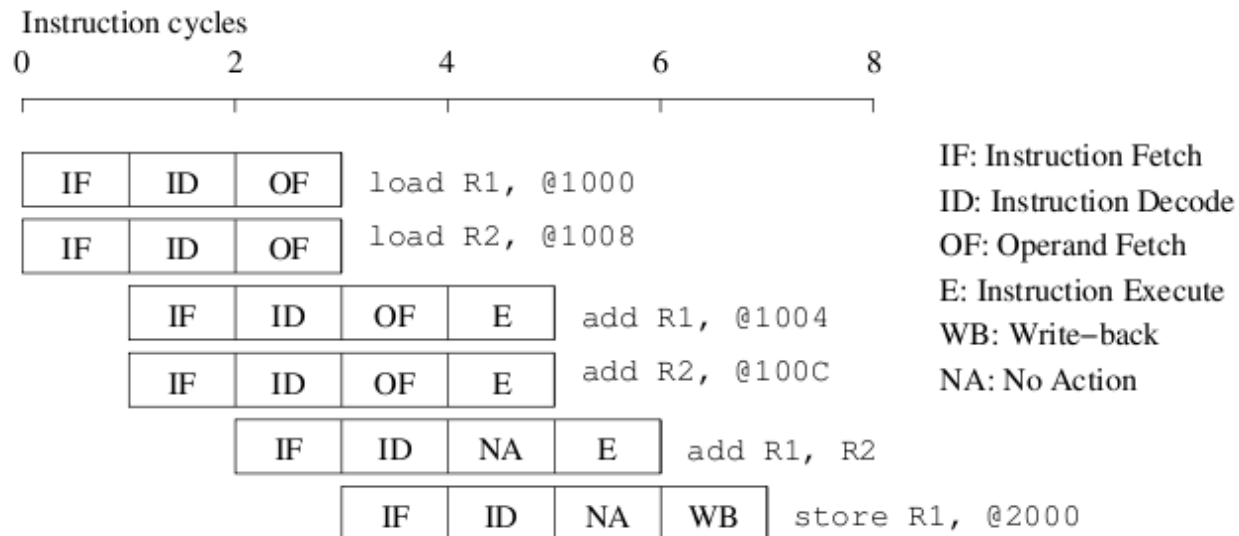 Instruction cycles
0 2 4 6 8
IF ID OF load R1, @1000
IF ID OF load R2, @1008
IF ID OF E add R1, @1004
IF ID OF E add R2, @100C
IF ID NA E add R1, R2
IF ID NA WB store R1, @2000
IF: Instruction Fetch
ID: Instruction Decode
OF: Operand Fetch
E: Instruction Execute
WB: Write−back
NA: No Action